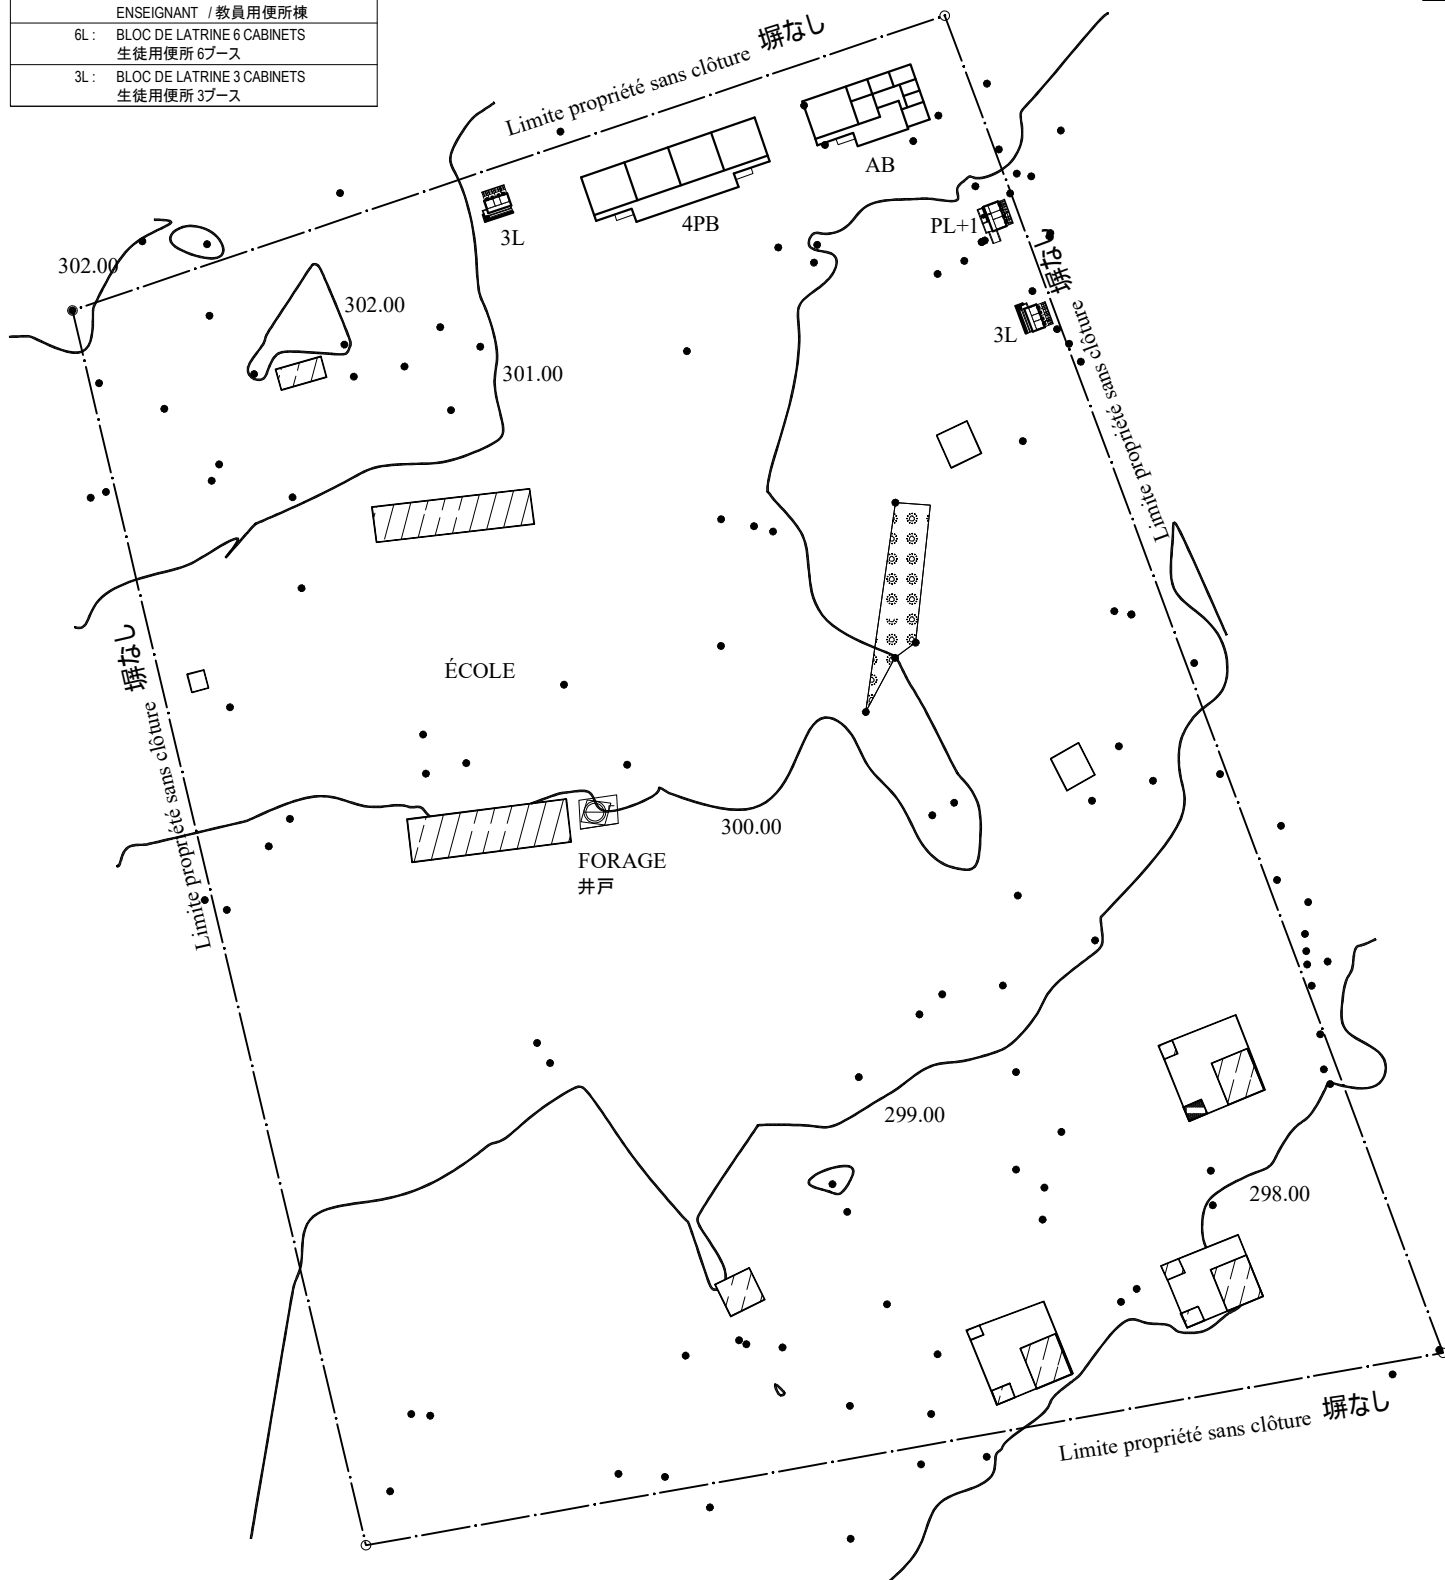 ENSEIGNANT / 教員用便所棟
6L : BLOC DE LATRINE 6 CABINETS
生徒用便所 6ブース
3L : BLOC DE LATRINE 3 CABINETS
生徒用便所 3ブース
Limite propriété sans clôture 塀なし
AB
4PB
3L
PL+1
302.00
302.00
Limite propriété sans clôture 塀なし
3L
301.00
Limite propriété sans clôture
ÉCOLE
Limite propriété sans clôture 塀なし
300.00
FORAGE
井戸
299.00
298.00
Limite propriété sans clôture 塀なし